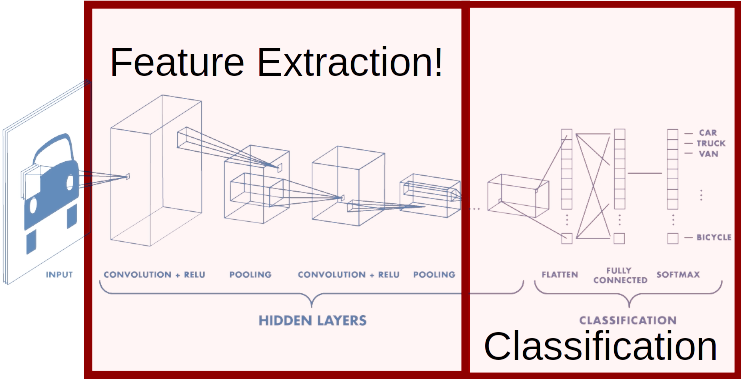 Feature Extraction!
CAR
TRUCK
VAN
BICYCLE
INPUT
CONVOLUTION + RELU
POOLING
CONVOLUTION + RELU
POOLING
FLATTEN
FULLY
CONNECTED
SOFTMAX
HIDDEN LAYERS
CLASSIFICATION
Classification